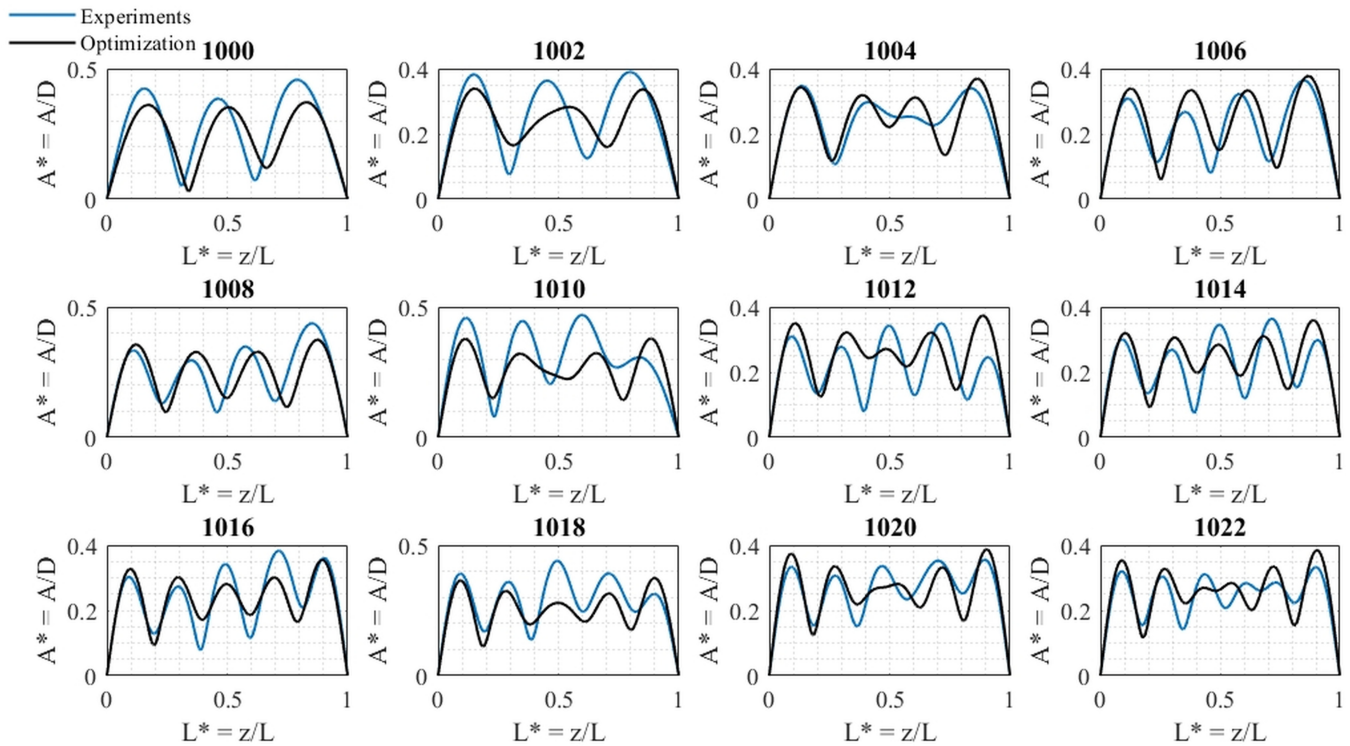 Experiments
Optimization
1000 1002 1004 1006
0.5 0.4 0.4 0.4
A* = A/D A* = A/D A* = A/D A* = A/D
0.2 0.2 0.2
0 0 0 0
0 0.5 1 0 0.5 1 0 0.5 1 0 0.5 1
L* = z/L L* = z/L L* = z/L L* = z/L
1008 1010 1012 1014
0.5 0.5 0.4 0.4
A* = A/D A* = A/D A* = A/D A* = A/D
0.2 0.2
0 0 0 0
0 0.5 1 0 0.5 1 0 0.5 1 0 0.5 1
L* = z/L L* = z/L L* = z/L L* = z/L
1016 1018 1020 1022
0.4 0.5 0.4 0.4
A* = A/D A* = A/D A* = A/D A* = A/D
0.2 0.2 0.2
0 0 0 0
0 0.5 1 0 0.5 1 0 0.5 1 0 0.5 1
L* = z/L L* = z/L L* = z/L L* = z/L